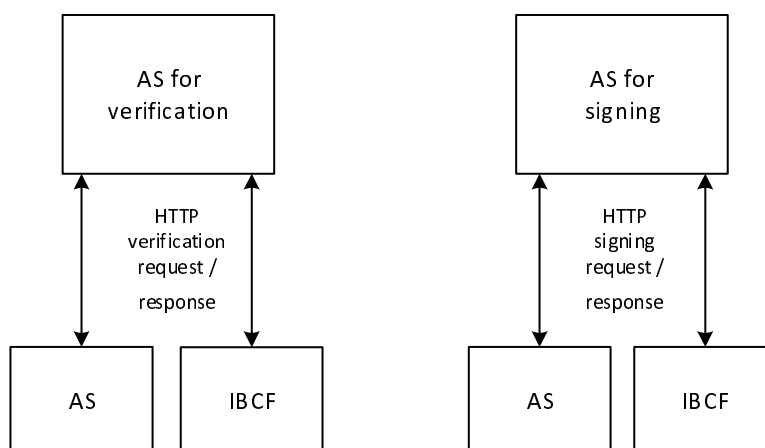 AS for
verification
HTTP
verification
request /
response
AS
IBCF
AS for
signing
HTTP
signing
request /
response
AS
IBCF